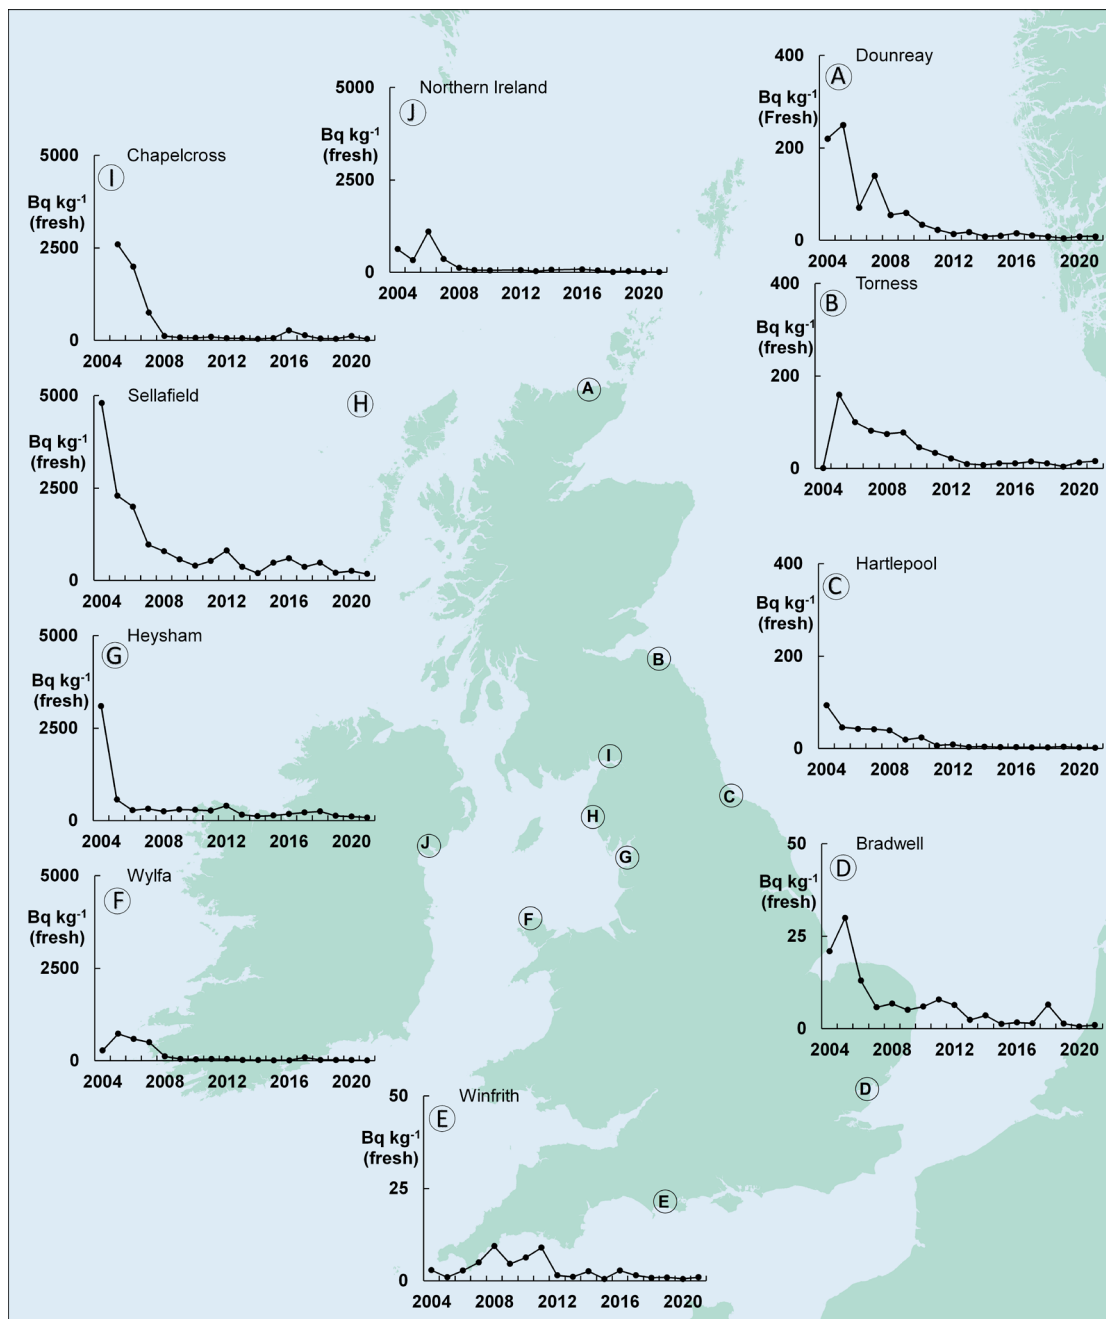 400
Dounreay
A
Bq kg-1
(Fresh)
200
0
2004 2008 2012 2016 2020
5000
Northern Ireland
J
Bq kg-1
(fresh)
2500
0
2004 2008 2012 2016 2020
5000
Chapelcross
I
Bq kg-1
(fresh)
2500
0
2004 2008 2012 2016 2020
400
Torness
B
Bq kg-1
(fresh)
200
0
2004 2008 2012 2016 2020
5000
Sellafield
H
Bq kg-1
(fresh)
2500
0
2004 2008 2012 2016 2020
400
Hartlepool
C
Bq kg-1
(fresh)
200
0
2004 2008 2012 2016 2020
5000
Heysham
G
Bq kg-1
(fresh)
2500
0
2004 2008 2012 2016 2020
50
Bradwell
D
Bq kg-1
(fresh)
25
0
2004 2008 2012 2016 2020
5000
Wylfa
F
Bq kg-1
(fresh)
2500
0
2004 2008 2012 2016 2020
50
Winfrith
E
Bq kg-1
(fresh)
25
0
2004 2008 2012 2016 2020
A
B
I
C
H
J
G
F
D
E